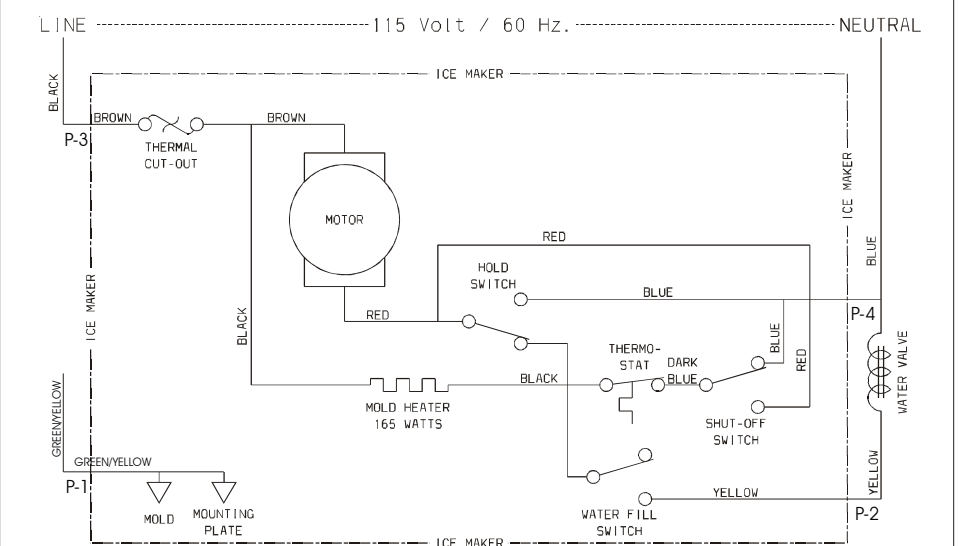 LINE 115 Volt / 60 Hz. NEUTRAL
ICE MAKER
BLACK
BROWN
BROWN
P-3
THERMAL
CUT-OUT
ICE MAKER
MOTOR
RED
BLUE
HOLD
SWITCH
BLUE
ICE MAKER
RED
P-4
BLACK
THERMO-
STAT
DARK
BLUE
BLUE
RED
WATER VALVE
BLACK
MOLD HEATER
165 WATTS
SHUT-OFF
SWITCH
GREEN/YELLOW
GREEN/YELLOW
P-1
MOLD
MOUNTING
PLATE
YELLOW
YELLOW
WATER FILL
SWITCH
P-2
ICE MAKER